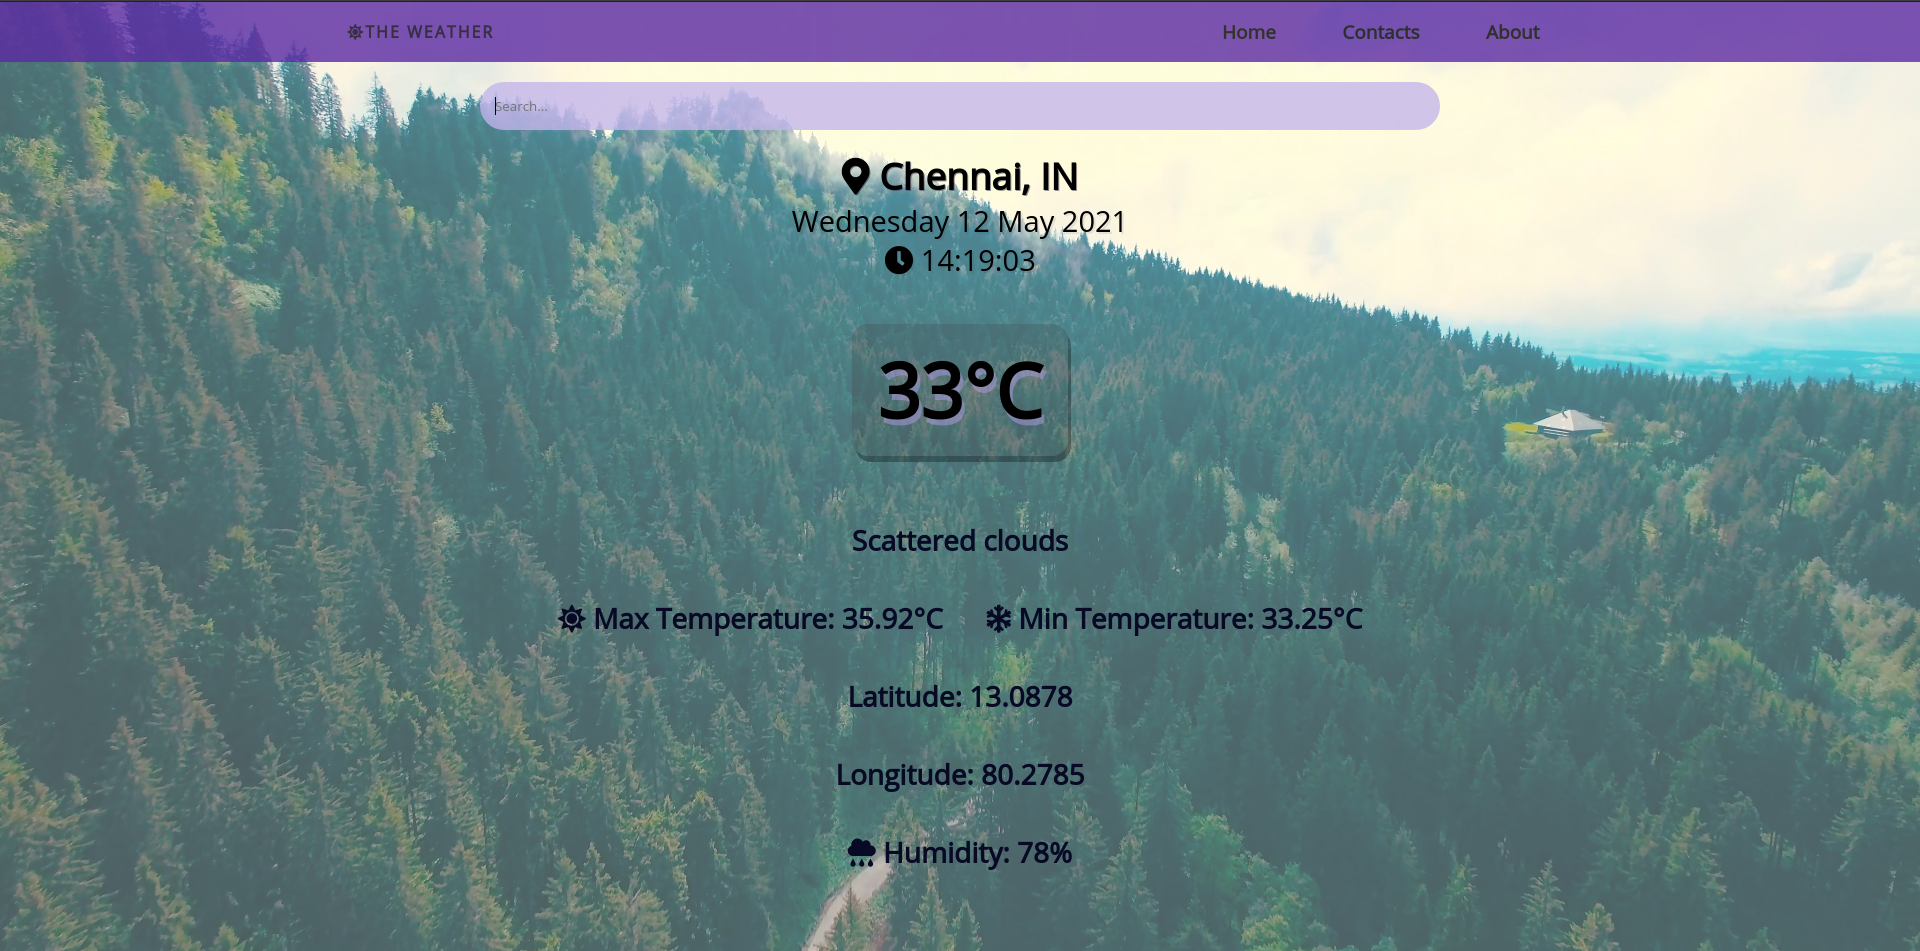 THE WEATHER Home Contacts About
Search...
Chennai, IN
Wednesday 12 May 2021
14:19:03
33°C
Scattered clouds
Max Temperature: 35.92°C Min Temperature: 33.25°C
Latitude: 13.0878
Longitude: 80.2785
Humidity: 78%